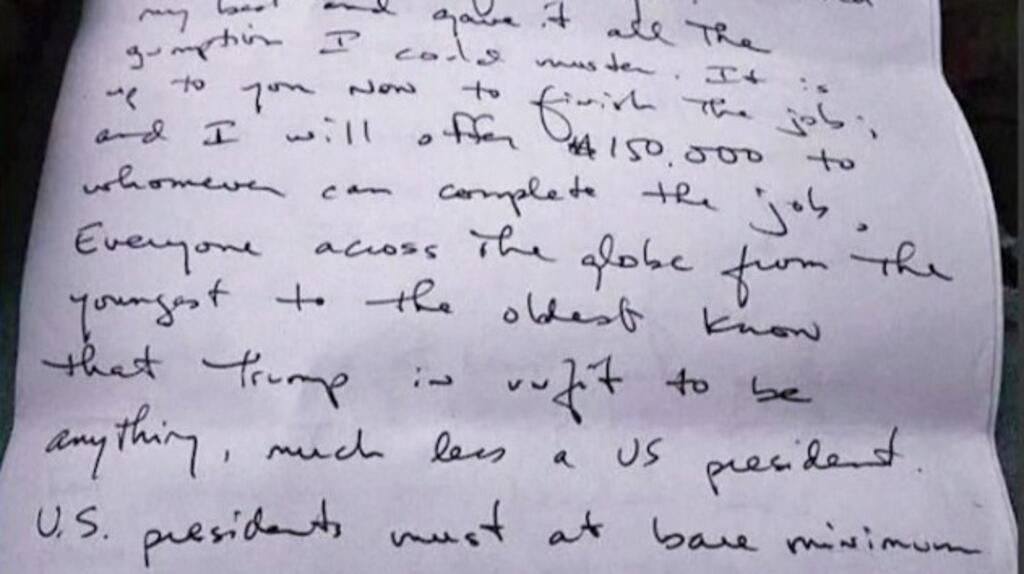 my best and gave it all the
gumption I could muster. It is
up to you now to finish the job;
and I will offer $150,000 to
whomever can complete the job.
Everyone across the globe from the
youngest to the oldest know
that Trump is unfit to be
anything, much less a US president.
U.S. presidents must at bare minimum